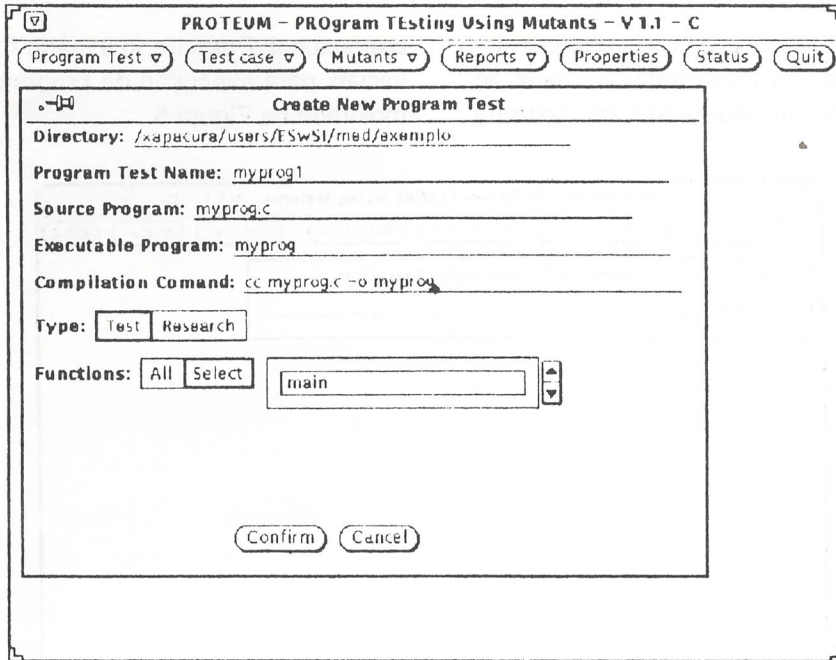 PROTEUM – PROgram TEsting Using Mutants – V 1.1 – C
Program Test Test case Mutants Reports Properties Status Quit
Create New Program Test
Directory: /xapacura/users/ESwSI/med/exemplo
Program Test Name: myprog1
Source Program: myprog.c
Executable Program: myprog
Compilation Comand: cc myprog.c –o myprog
Type: Test Research
Functions: All Select main
Confirm Cancel